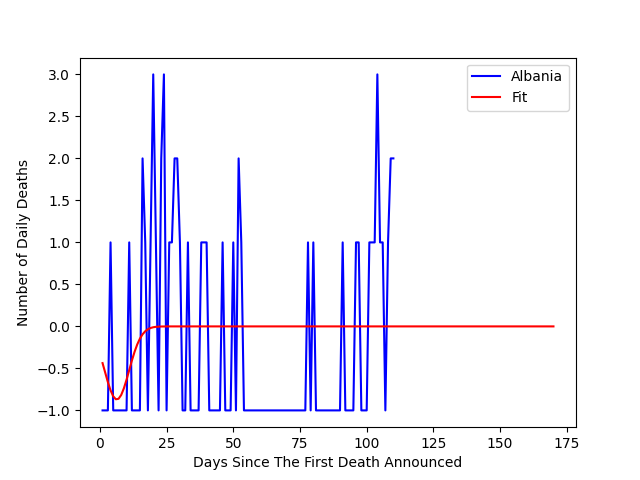 Albania
Fit
Number of Daily Deaths
3.0
2.5
2.0
1.5
1.0
0.5
0.0
−0.5
−1.0
0 25 50 75 100 125 150 175
Days Since The First Death Announced